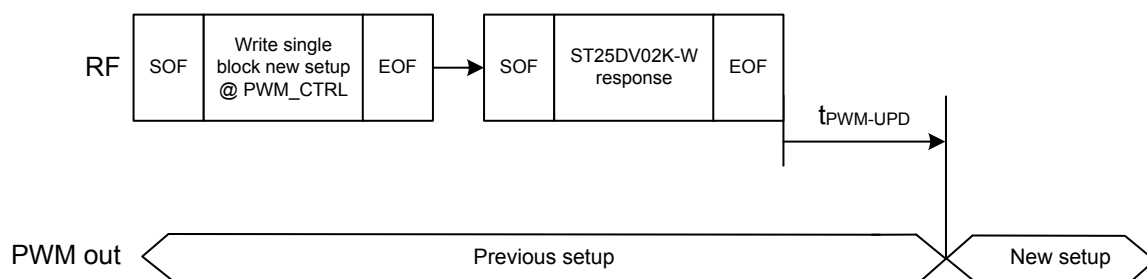 RF
SOF
Write single
block new setup
@ PWM_CTRL
EOF
SOF
ST25DV02K-W
response
EOF
tPWM-UPD
PWM out
Previous setup
New setup